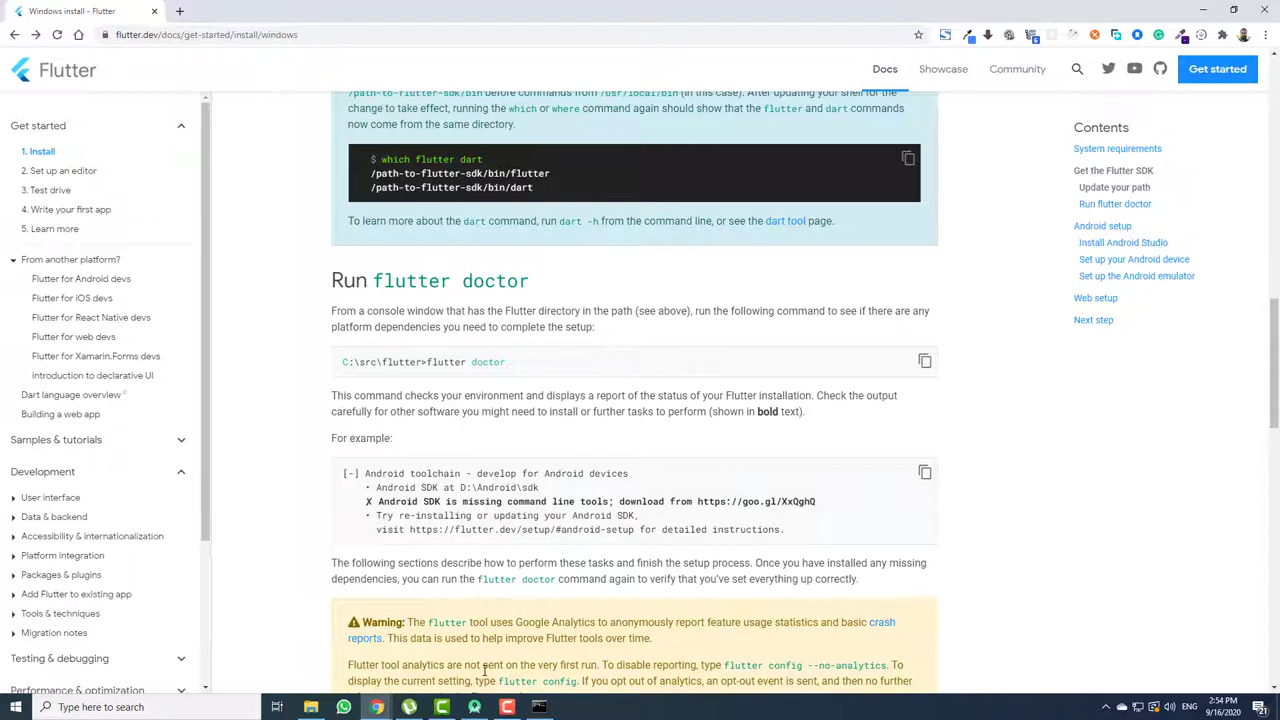 Windows install - Flutter
flutter.dev/docs/get-started/install/windows
Flutter
Docs
Showcase
Community
Get started
Get started
1. Install
2. Set up an editor
3. Test drive
4. Write your first app
5. Learn more
From another platform?
Flutter for Android devs
Flutter for iOS devs
Flutter for React Native devs
Flutter for web devs
Flutter for Xamarin.Forms devs
Introduction to declarative UI
Dart language overview
Building a web app
Samples & tutorials
Development
User interface
Data & backend
Accessibility & internationalization
Platform integration
Packages & plugins
Add Flutter to existing app
Tools & techniques
Migration notes
Testing & debugging
Performance & optimization
/path-to-flutter-sdk/bin before commands from /usr/local/bin (in this case). After updating your shell for the
change to take effect, running the which or where command again should show that the flutter and dart commands
now come from the same directory.
$ which flutter dart
/path-to-flutter-sdk/bin/flutter
/path-to-flutter-sdk/bin/dart
To learn more about the dart command, run dart -h from the command line, or see the dart tool page.
Run flutter doctor
From a console window that has the Flutter directory in the path (see above), run the following command to see if there are any
platform dependencies you need to complete the setup:
C:\src\flutter>flutter doctor
This command checks your environment and displays a report of the status of your Flutter installation. Check the output
carefully for other software you might need to install or further tasks to perform (shown in bold text).
For example:
[-] Android toolchain - develop for Android devices
• Android SDK at D:\Android\sdk
✗ Android SDK is missing command line tools; download from https://goo.gl/XxQghQ
• Try re-installing or updating your Android SDK,
visit https://flutter.dev/setup/#android-setup for detailed instructions.
The following sections describe how to perform these tasks and finish the setup process. Once you have installed any missing
dependencies, you can run the flutter doctor command again to verify that you've set everything up correctly.
Warning: The flutter tool uses Google Analytics to anonymously report feature usage statistics and basic crash
reports. This data is used to help improve Flutter tools over time.
Flutter tool analytics are not sent on the very first run. To disable reporting, type flutter config --no-analytics. To
display the current setting, type flutter config. If you opt out of analytics, an opt-out event is sent, and then no further
Contents
System requirements
Get the Flutter SDK
Update your path
Run flutter doctor
Android setup
Install Android Studio
Set up your Android device
Set up the Android emulator
Web setup
Next step
Type here to search
2:54 PM
9/16/2020